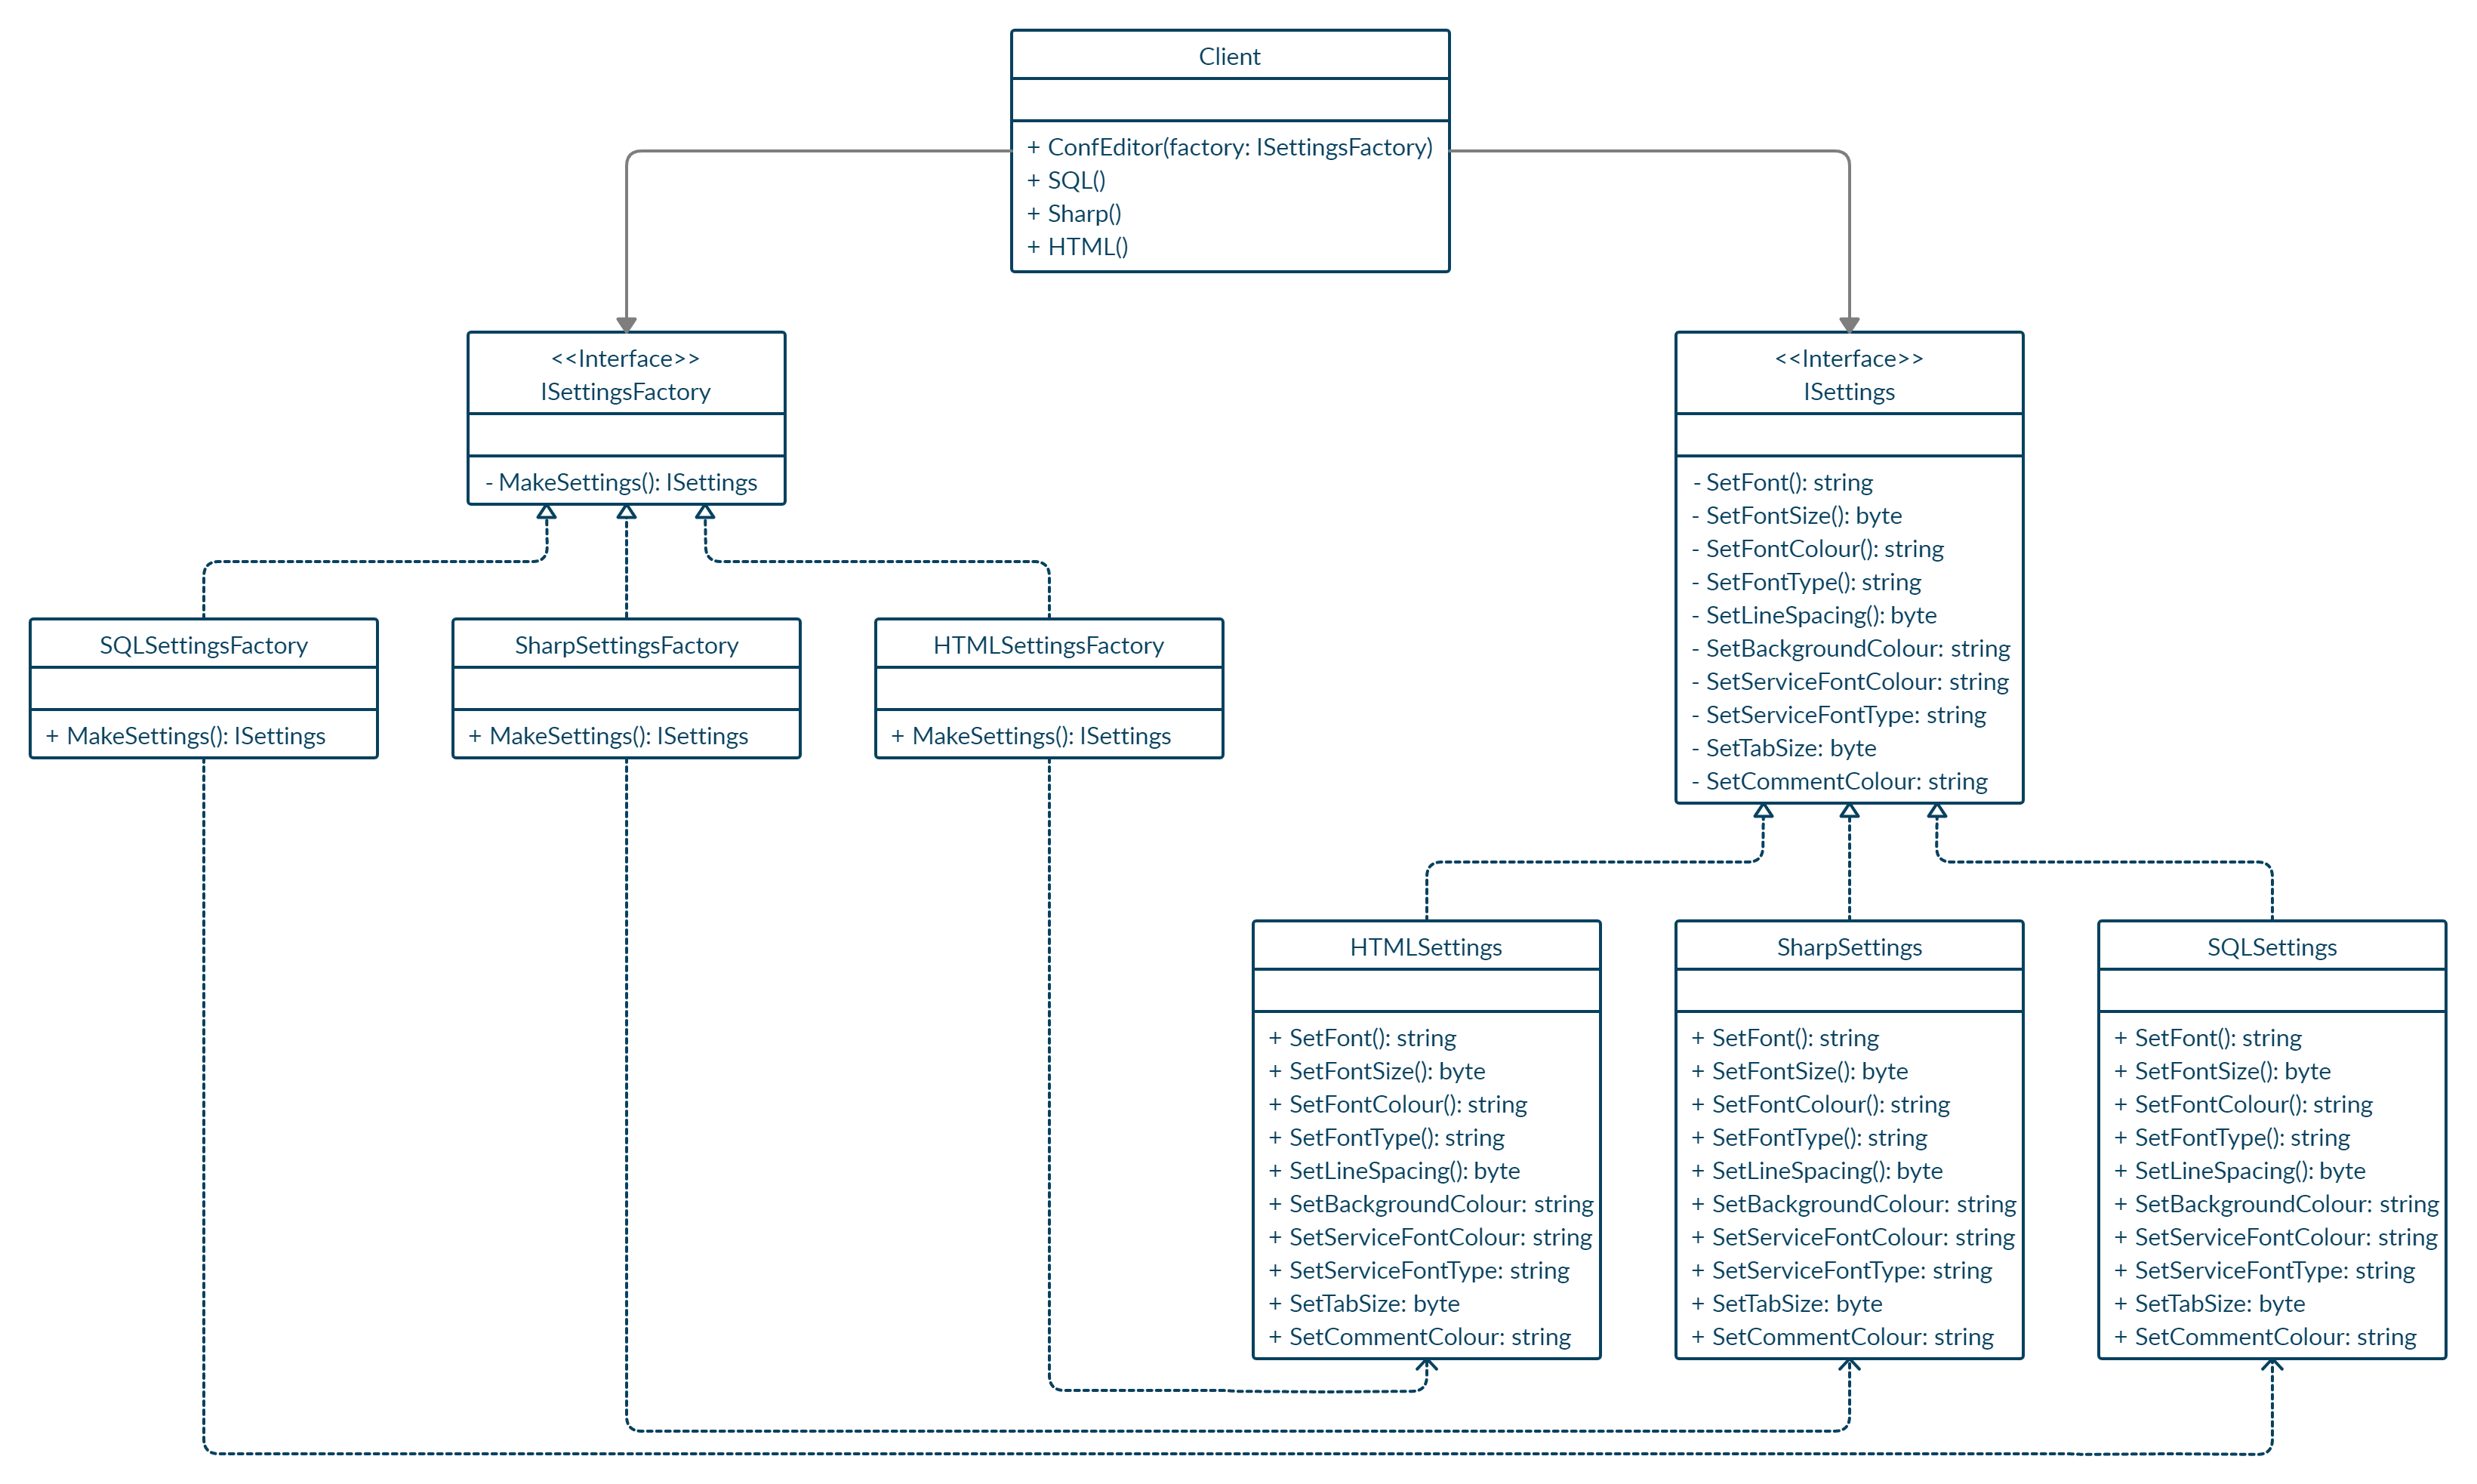 Client
+ ConfEditor(factory: ISettingsFactory)
+ SQL()
+ Sharp()
+ HTML()
<<Interface>>
ISettingsFactory
- MakeSettings(): ISettings
<<Interface>>
ISettings
- SetFont(): string
- SetFontSize(): byte
- SetFontColour(): string
- SetFontType(): string
- SetLineSpacing(): byte
- SetBackgroundColour: string
- SetServiceFontColour: string
- SetServiceFontType: string
- SetTabSize: byte
- SetCommentColour: string
SQLSettingsFactory
+ MakeSettings(): ISettings
SharpSettingsFactory
+ MakeSettings(): ISettings
HTMLSettingsFactory
+ MakeSettings(): ISettings
HTMLSettings
+ SetFont(): string
+ SetFontSize(): byte
+ SetFontColour(): string
+ SetFontType(): string
+ SetLineSpacing(): byte
+ SetBackgroundColour: string
+ SetServiceFontColour: string
+ SetServiceFontType: string
+ SetTabSize: byte
+ SetCommentColour: string
SharpSettings
+ SetFont(): string
+ SetFontSize(): byte
+ SetFontColour(): string
+ SetFontType(): string
+ SetLineSpacing(): byte
+ SetBackgroundColour: string
+ SetServiceFontColour: string
+ SetServiceFontType: string
+ SetTabSize: byte
+ SetCommentColour: string
SQLSettings
+ SetFont(): string
+ SetFontSize(): byte
+ SetFontColour(): string
+ SetFontType(): string
+ SetLineSpacing(): byte
+ SetBackgroundColour: string
+ SetServiceFontColour: string
+ SetServiceFontType: string
+ SetTabSize: byte
+ SetCommentColour: string